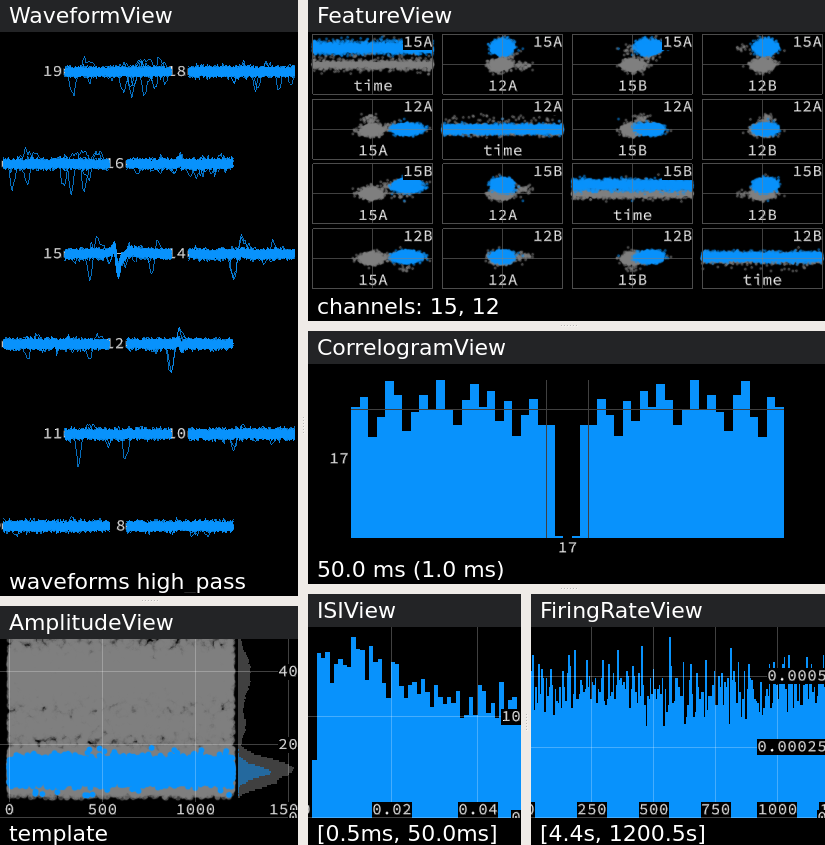 WaveformView
19
18
16
15
14
12
11
10
8
waveforms high_pass
FeatureView
15A
time
15A
12A
15A
15B
15A
12B
12A
15A
12A
time
12A
15B
12A
12B
15B
15A
15B
12A
15B
time
15B
12B
12B
15A
12B
12A
12B
15B
12B
time
channels: 15, 12
CorrelogramView
17
17
50.0 ms (1.0 ms)
AmplitudeView
40
20
0 500 1000 150
template
ISIView
10
0.02 0.04
[0.5ms, 50.0ms]
FiringRateView
0.0005
0.00025
250 500 750 1000
[4.4s, 1200.5s]